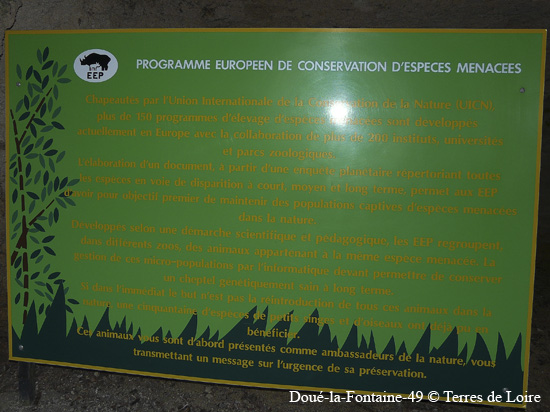 EEP
PROGRAMME EUROPEEN DE CONSERVATION D'ESPECES MENACEES
Chapeautés par l'Union Internationale de la Conservation de la Nature (UICN)
plus de 150 programmes d'élevage d'espèces menacées sont développés
actuellement en Europe avec la collaboration de plus de 200 instituts, universités
et parcs zoologiques.
L'élaboration d'un document, à partir d'une enquête planétaire répertoriant toutes
les espèces en voie de disparition à court, moyen et long terme, permet aux EEP
d'avoir pour objectif premier de maintenir des populations captives d'espèces menacées
dans la nature.
Développés selon une démarche scientifique et pédagogique, les EEP regroupent,
dans différents zoos, des animaux appartenant à la même espèce menacée. La
gestion de ces micro-populations par l'informatique devant permettre de conserver
un cheptel génétiquement sain à long terme.
Si dans l'immédiat le but n'est pas la réintroduction de tous ces animaux dans la
nature, une cinquantaine d'espèces de petits singes et d'oiseaux ont déjà pu en
bénéficier.
Ces animaux vous sont d'abord présentés comme ambassadeurs de la nature, vous
transmettant un message sur l'urgence de sa préservation.
Doué-la-Fontaine-49 © Terres de Loire